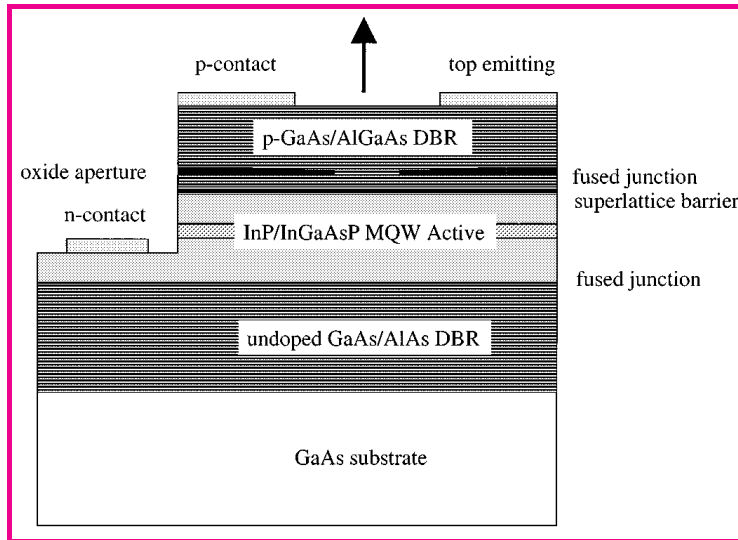 p-contact
top emitting
p-GaAs/AlGaAs DBR
oxide aperture
fused junction
superlattice barrier
n-contact
InP/InGaAsP MQW Active
fused junction
undoped GaAs/AlAs DBR
GaAs substrate